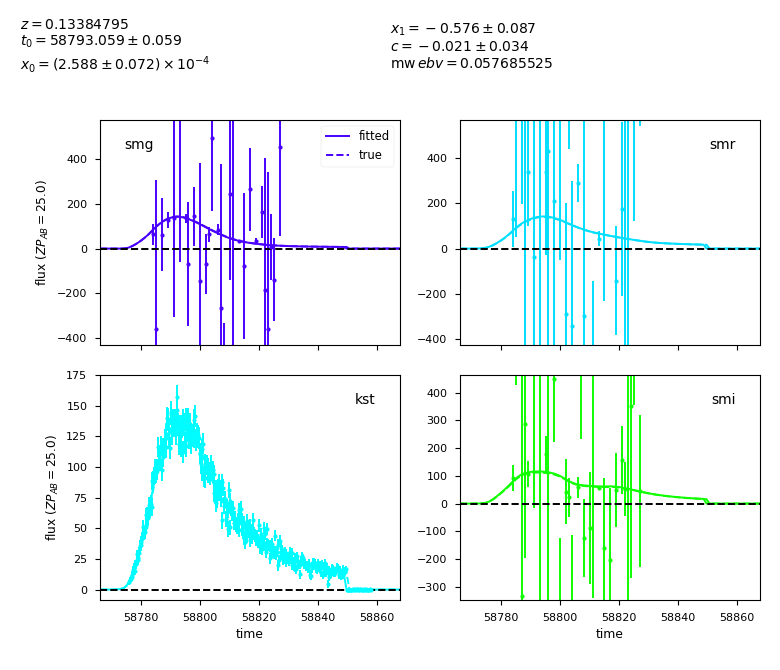 z = 0.13384795
t₀ = 58793.059 ± 0.059
x₀ = (2.588 ± 0.072) × 10⁻⁴
x₁ = −0.576 ± 0.087
c = −0.021 ± 0.034
mw ebv = 0.057685525
smg
fitted
true
flux (ZP_AB = 25.0)
400
200
0
−200
−400
smr
400
200
0
−200
−400
kst
flux (ZP_AB = 25.0)
175
150
125
100
75
50
25
0
58780 58800 58820 58840 58860
time
smi
400
300
200
100
0
−100
−200
−300
58780 58800 58820 58840 58860
time